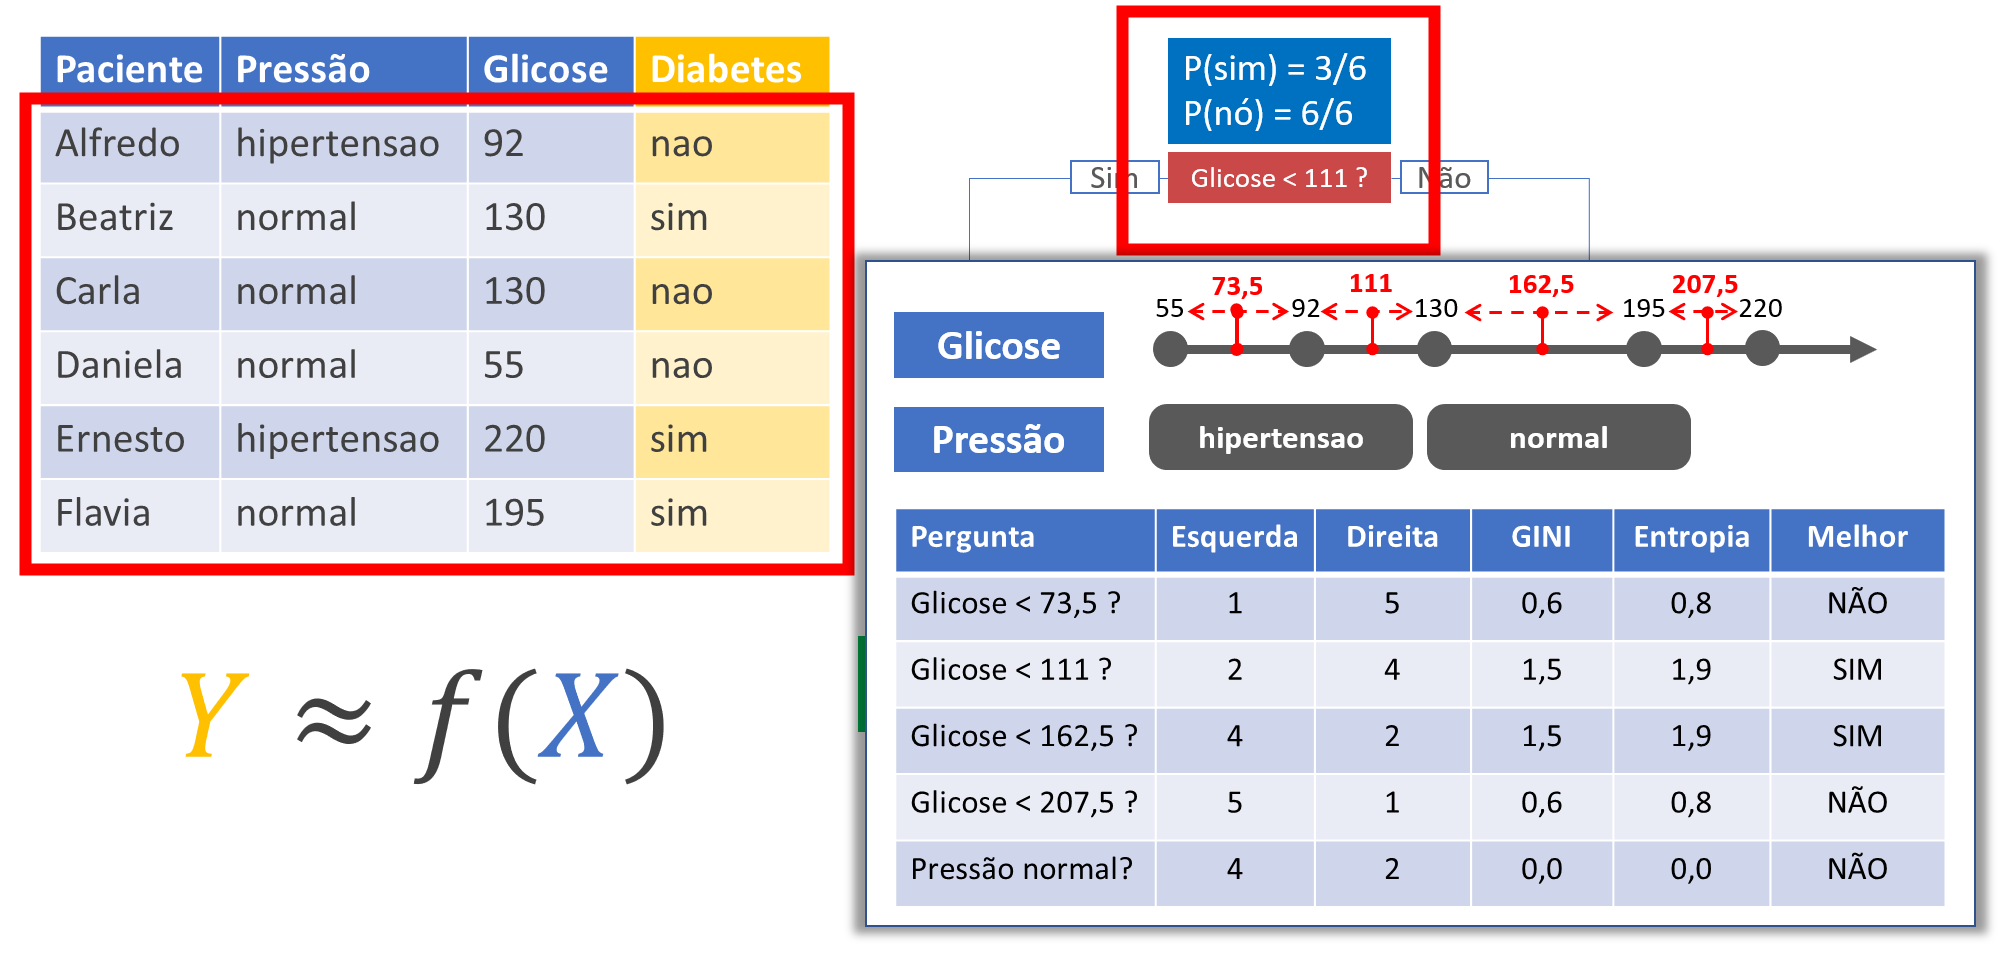 Paciente Pressão Glicose Diabetes
Alfredo hipertensao 92 nao
Beatriz normal 130 sim
Carla normal 130 nao
Daniela normal 55 nao
Ernesto hipertensao 220 sim
Flavia normal 195 sim
Y ≈ f(X)
P(sim) = 3/6
P(nó) = 6/6
Sim Glicose < 111 ? Não
73,5 111 162,5 207,5
55 92 130 195 220
Glicose
Pressão hipertensao normal
Pergunta Esquerda Direita GINI Entropia Melhor
Glicose < 73,5 ? 1 5 0,6 0,8 NÃO
Glicose < 111 ? 2 4 1,5 1,9 SIM
Glicose < 162,5 ? 4 2 1,5 1,9 SIM
Glicose < 207,5 ? 5 1 0,6 0,8 NÃO
Pressão normal? 4 2 0,0 0,0 NÃO